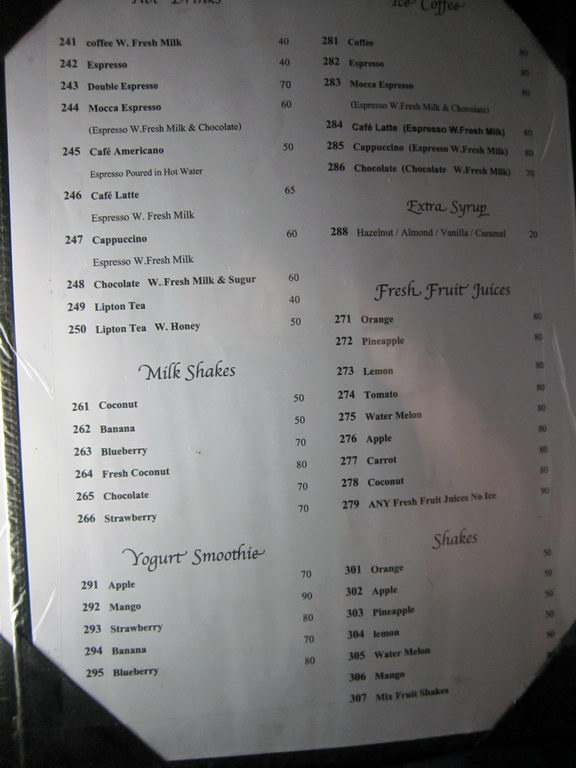 Hot Drinks
241 coffee W. Fresh Milk 40
242 Espresso 40
243 Double Espresso 70
244 Mocca Espresso 60
(Espresso W.Fresh Milk & Chocolate)
245 Café Americano 50
Espresso Poured in Hot Water
246 Café Latte 65
Espresso W. Fresh Milk
247 Cappuccino 60
Espresso W.Fresh Milk
248 Chocolate W..Fresh Milk & Sugur 60
249 Lipton Tea 40
250 Lipton Tea W. Honey 50
Milk Shakes
261 Coconut 50
262 Banana 50
263 Blueberry 70
264 Fresh Coconut 80
265 Chocolate 70
266 Strawberry 70
Yogurt Smoothie
291 Apple 70
292 Mango 90
293 Strawberry 80
294 Banana 70
295 Blueberry 80
Ice Coffee
281 Coffee 80
282 Espresso 80
283 Mocca Espresso 80
(Espresso W.Fresh Milk & Chocolate)
284 Café Latte (Espresso W.Fresh Milk) 80
285 Cappuccino (Espresso W.Fresh Milk) 80
286 Chocolate (Chocolate W.Fresh Milk) 70
Extra Syrup
288 Hazelnut / Almond / Vanilla / Caramel 20
Fresh Fruit Juices
271 Orange 80
272 Pineapple 80
273 Lemon 80
274 Tomato 80
275 Water Melon 80
276 Apple 80
277 Carrot 80
278 Coconut 80
279 ANY Fresh Fruit Juices No Ice 90
Shakes
301 Orange 50
302 Apple 50
303 Pineapple 50
304 lemon 50
305 Water Melon 50
306 Mango
307 Mix Fruit Shakes